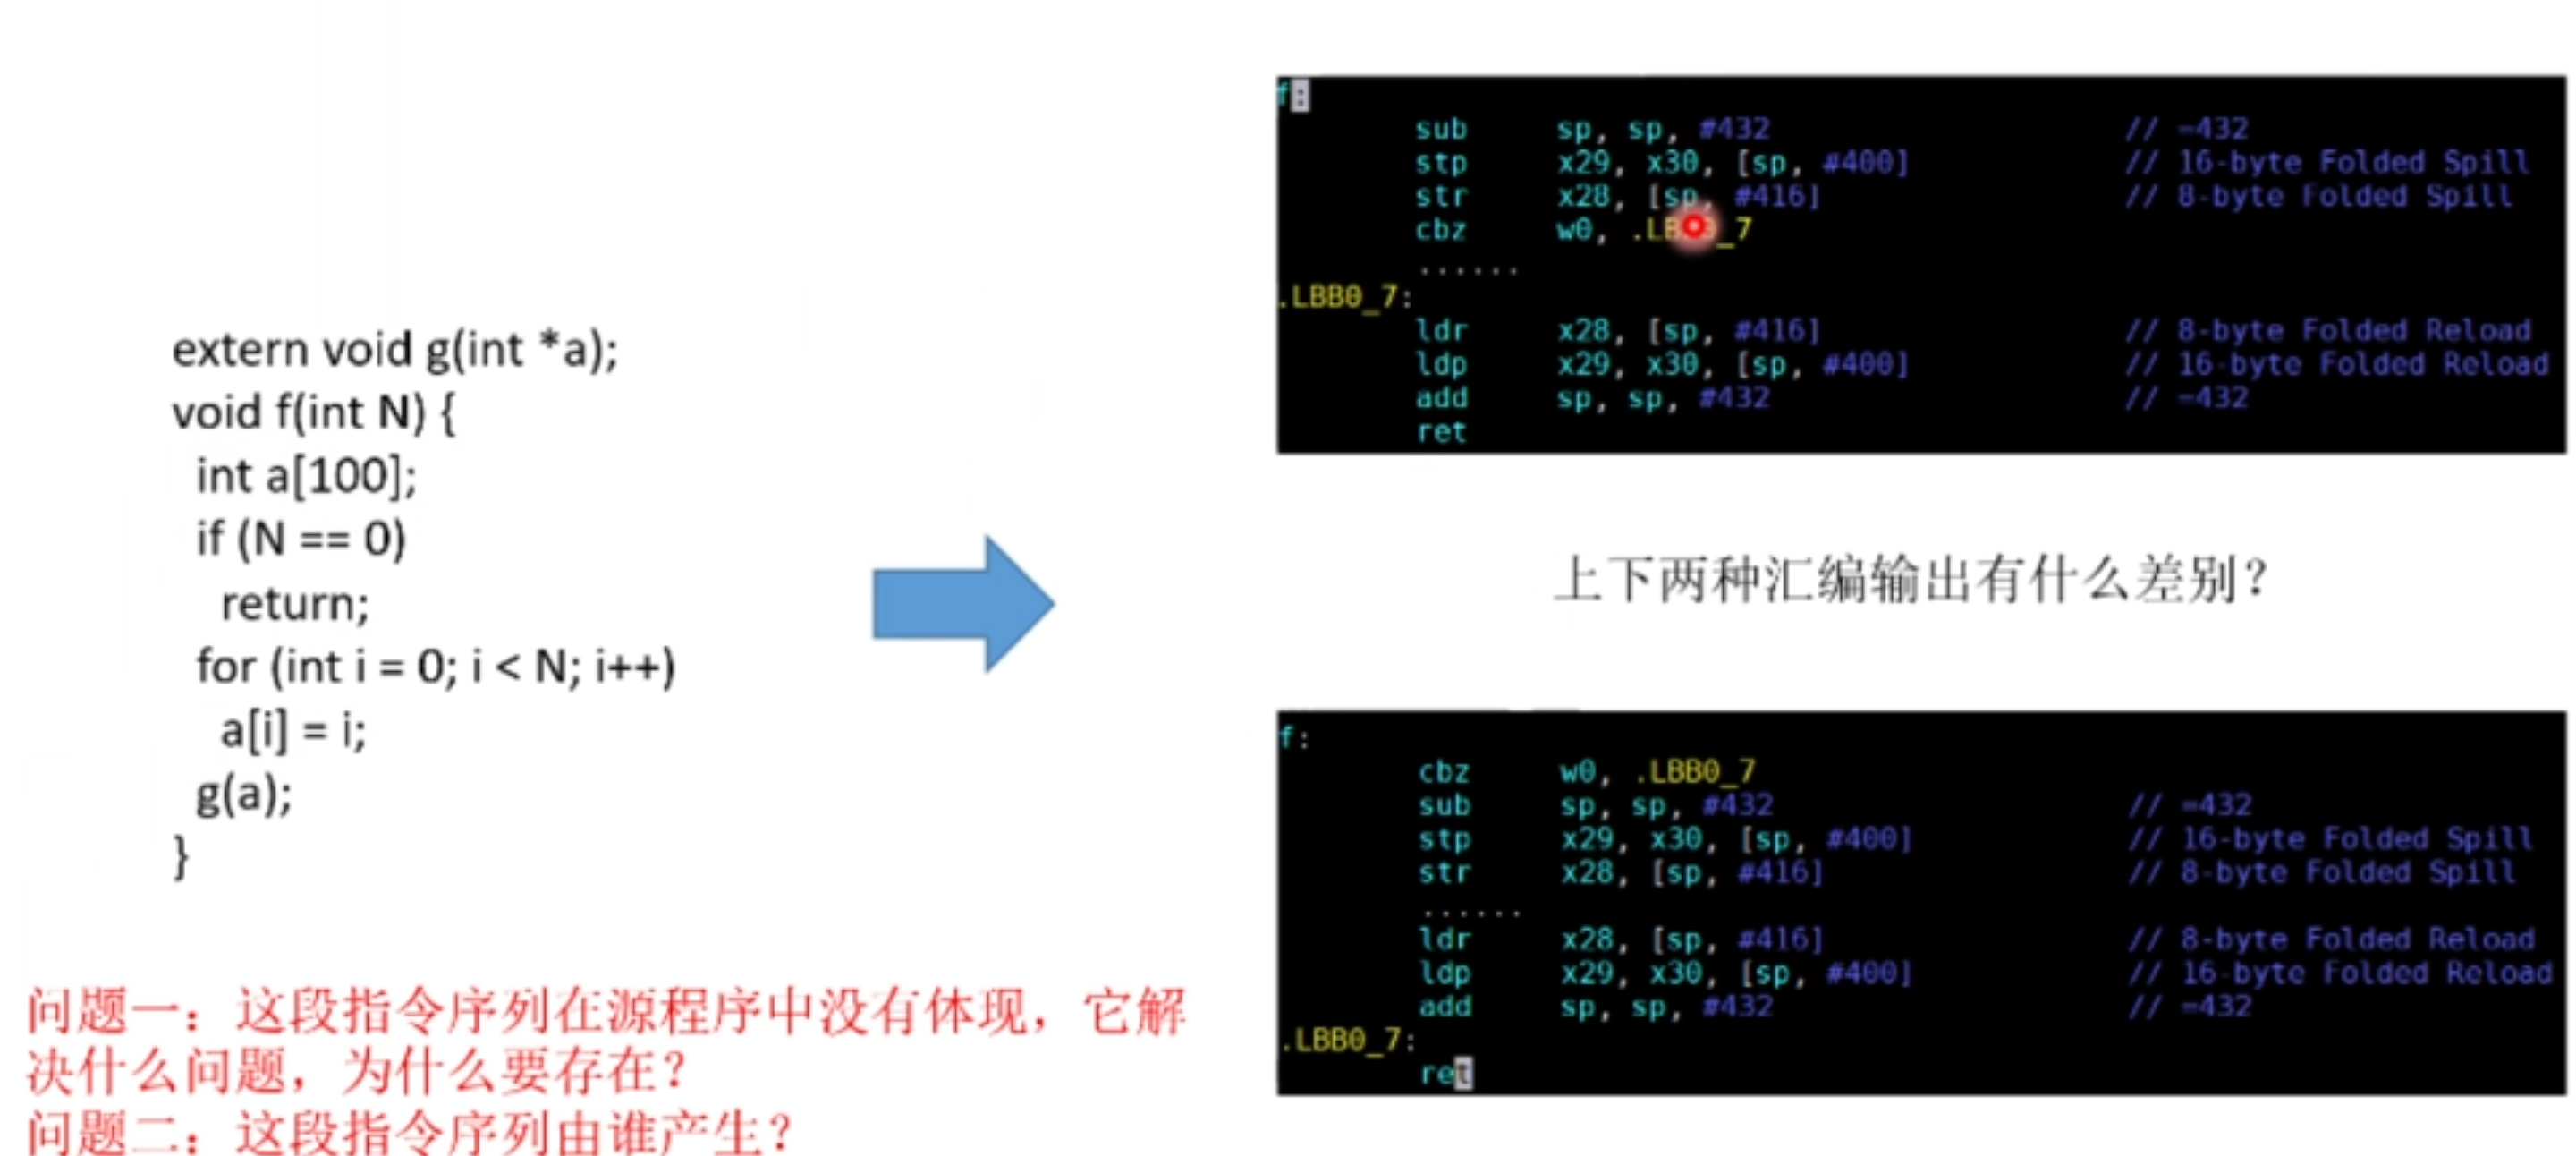 extern void g(int *a);
void f(int N) {
int a[100];
if (N == 0)
return;
for (int i = 0; i < N; i++)
a[i] = i;
g(a);
}
问题一：这段指令序列在源程序中没有体现，它解
决什么问题，为什么要存在？
问题二：这段指令序列由谁产生？
f:
sub sp, sp, #432 // =432
stp x29, x30, [sp, #400] // 16-byte Folded Spill
str x28, [sp, #416] // 8-byte Folded Spill
cbz w0, .LBB0_7
......
.LBB0_7:
ldr x28, [sp, #416] // 8-byte Folded Reload
ldp x29, x30, [sp, #400] // 16-byte Folded Reload
add sp, sp, #432 // =432
ret
上下两种汇编输出有什么差别？
f:
cbz w0, .LBB0_7
sub sp, sp, #432 // =432
stp x29, x30, [sp, #400] // 16-byte Folded Spill
str x28, [sp, #416] // 8-byte Folded Spill
......
ldr x28, [sp, #416] // 8-byte Folded Reload
ldp x29, x30, [sp, #400] // 16-byte Folded Reload
add sp, sp, #432 // =432
.LBB0_7:
ret